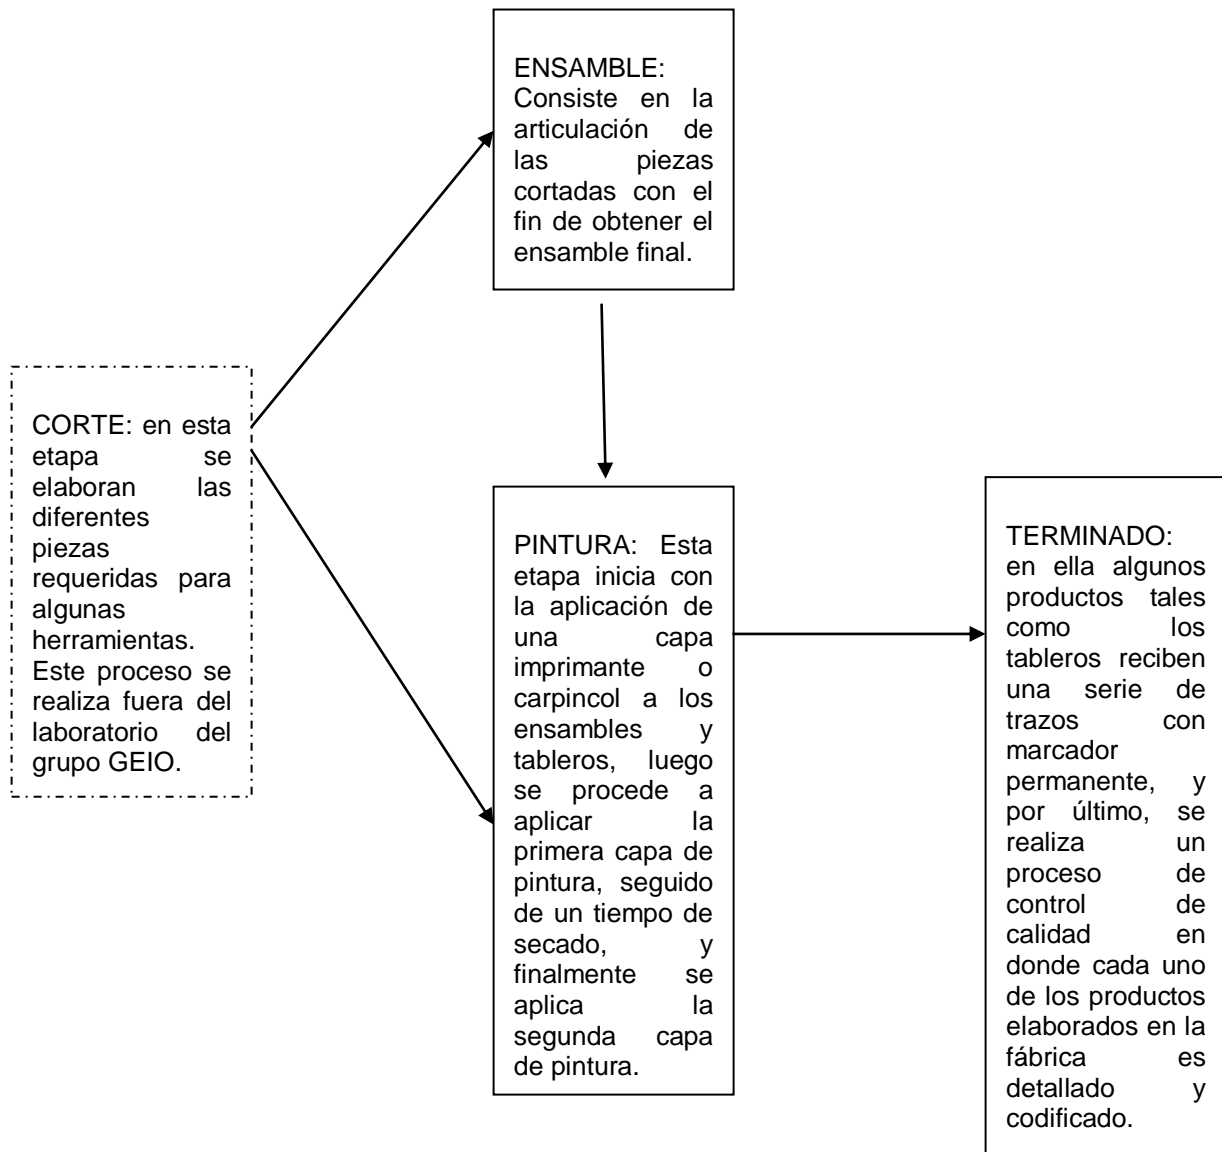 ENSAMBLE:
Consiste en la
articulación de
las piezas
cortadas con el
fin de obtener el
ensamble final.
CORTE: en esta
etapa se
elaboran las
diferentes
piezas
requeridas para
algunas
herramientas.
Este proceso se
realiza fuera del
laboratorio del
grupo GEIO.
PINTURA: Esta
etapa inicia con
la aplicación de
una capa
imprimante o
carpincol a los
ensambles y
tableros, luego
se procede a
aplicar la
primera capa de
pintura, seguido
de un tiempo de
secado, y
finalmente se
aplica la
segunda capa
de pintura.
TERMINADO:
en ella algunos
productos tales
como los
tableros reciben
una serie de
trazos con
marcador
permanente, y
por último, se
realiza un
proceso de
control de
calidad en
donde cada uno
de los productos
elaborados en la
fábrica es
detallado y
codificado.